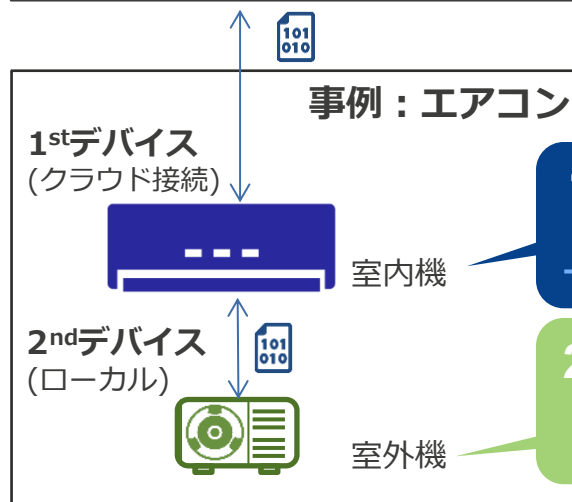 101
010
事例：エアコン
1stデバイス
(クラウド接続)
室内機
2ndデバイス
(ローカル)
101
010
2
室外機